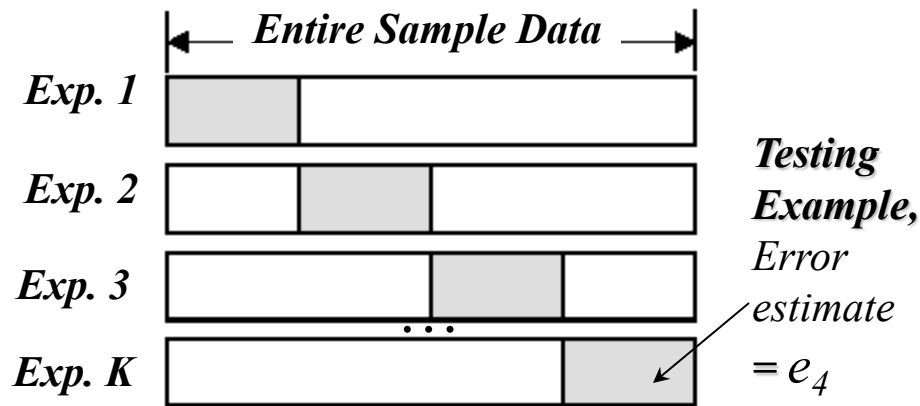 Entire Sample Data
Exp. 1
Exp. 2
Exp. 3
...
Exp. K
Testing
Example,
Error
estimate
= e₄